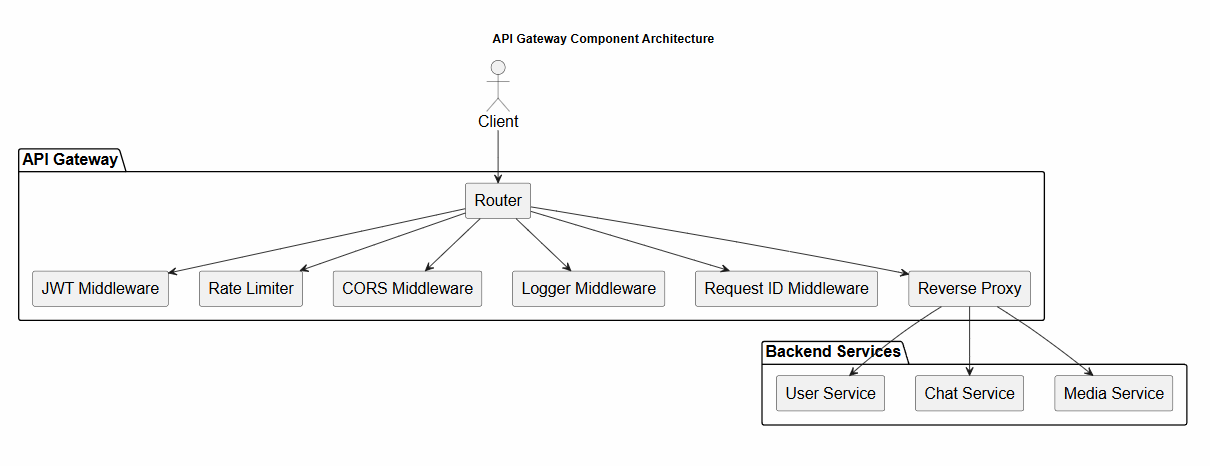 API Gateway Component Architecture
Client
API Gateway
Router
JWT Middleware
Rate Limiter
CORS Middleware
Logger Middleware
Request ID Middleware
Reverse Proxy
Backend Services
User Service
Chat Service
Media Service